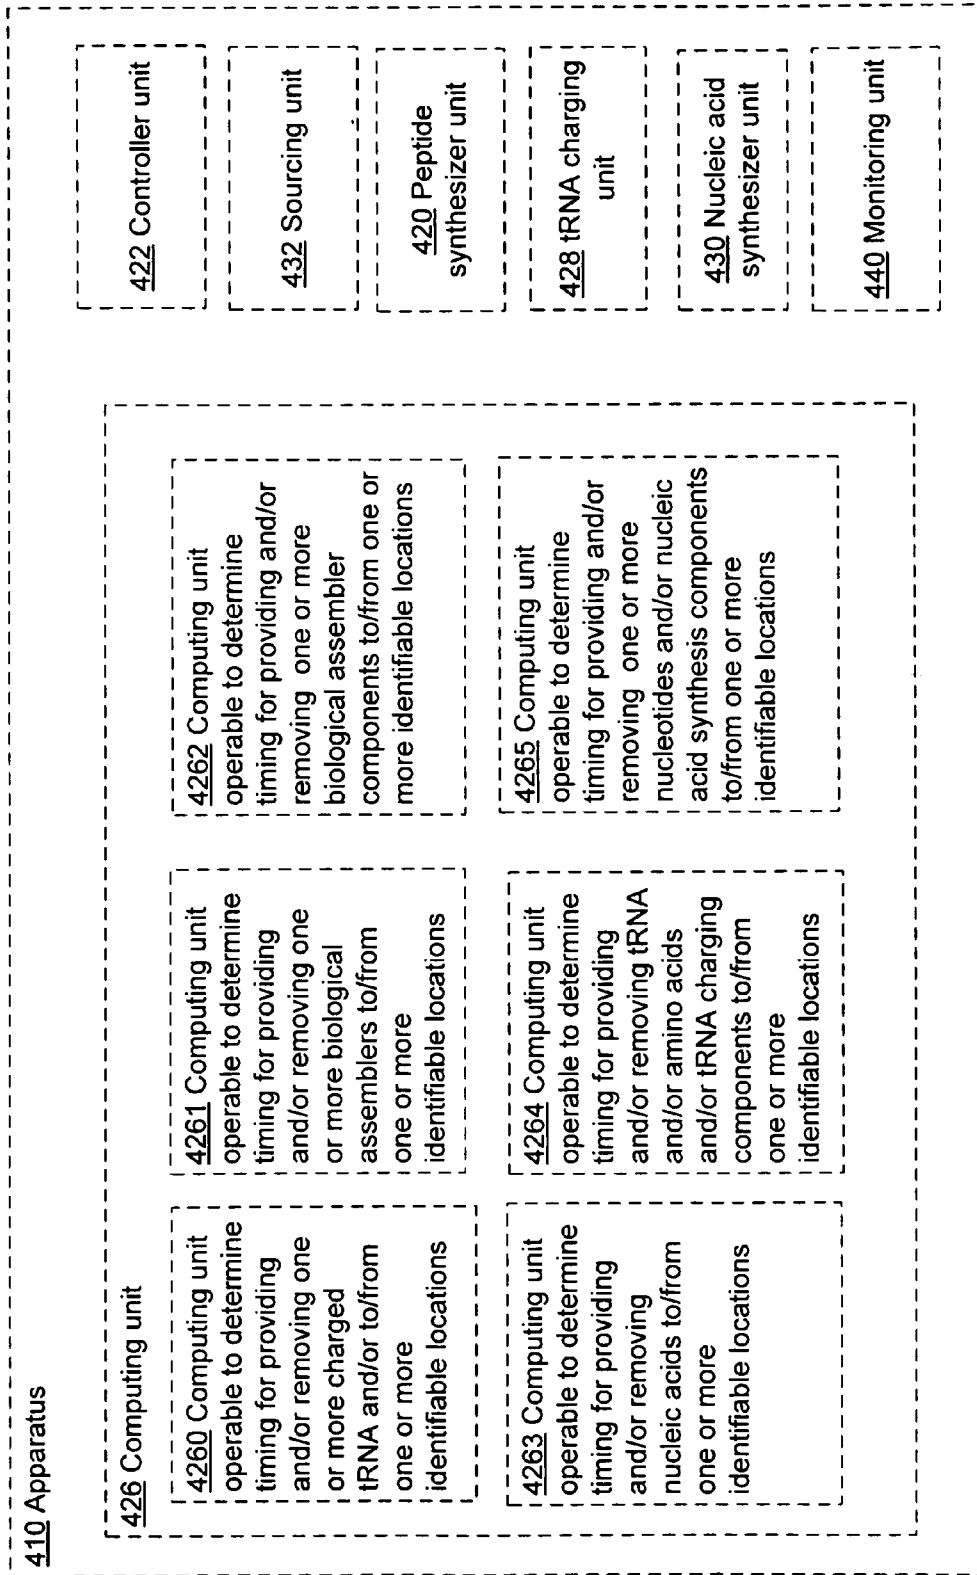 410 Apparatus
426 Computing unit
4260 Computing unit
operable to determine
timing for providing
and/or removing one
or more charged
tRNA and/or to/from
one or more
identifiable locations
4261 Computing unit
operable to determine
timing for providing
and/or removing one
or more biological
assemblers to/from
one or more
identifiable locations
4262 Computing unit
operable to determine
timing for providing and/or
removing one or more
biological assembler
components to/from one or
more identifiable locations
4263 Computing unit
operable to determine
timing for providing
and/or removing
nucleic acids to/from
one or more
identifiable locations
4264 Computing unit
operable to determine
timing for providing
and/or removing tRNA
and/or amino acids
and/or tRNA charging
components to/from
one or more
identifiable locations
4265 Computing unit
operable to determine
timing for providing and/or
removing one or more
nucleotides and/or nucleic
acid synthesis components
to/from one or more
identifiable locations
422 Controller unit
432 Sourcing unit
420 Peptide
synthesizer unit
428 tRNA charging
unit
430 Nucleic acid
synthesizer unit
440 Monitoring unit